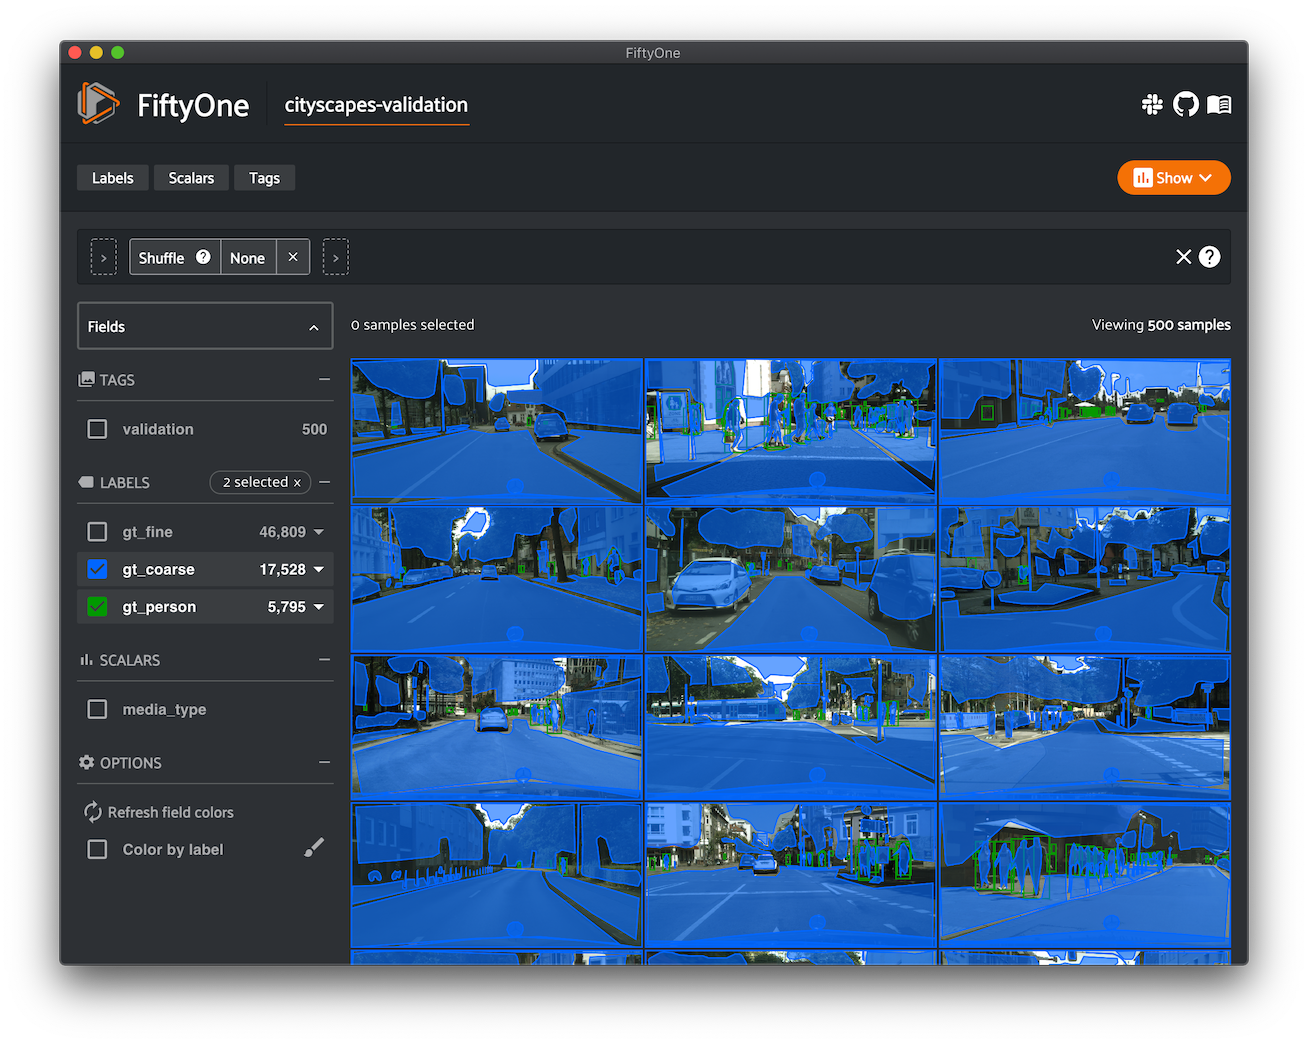 FiftyOne
FiftyOne
cityscapes-validation
Labels
Scalars
Tags
Show
Shuffle ? None ×
?
Fields
0 samples selected
Viewing 500 samples
TAGS
validation 500
LABELS 2 selected ×
gt_fine 46,809
gt_coarse 17,528
gt_person 5,795
SCALARS
media_type
OPTIONS
Refresh field colors
Color by label